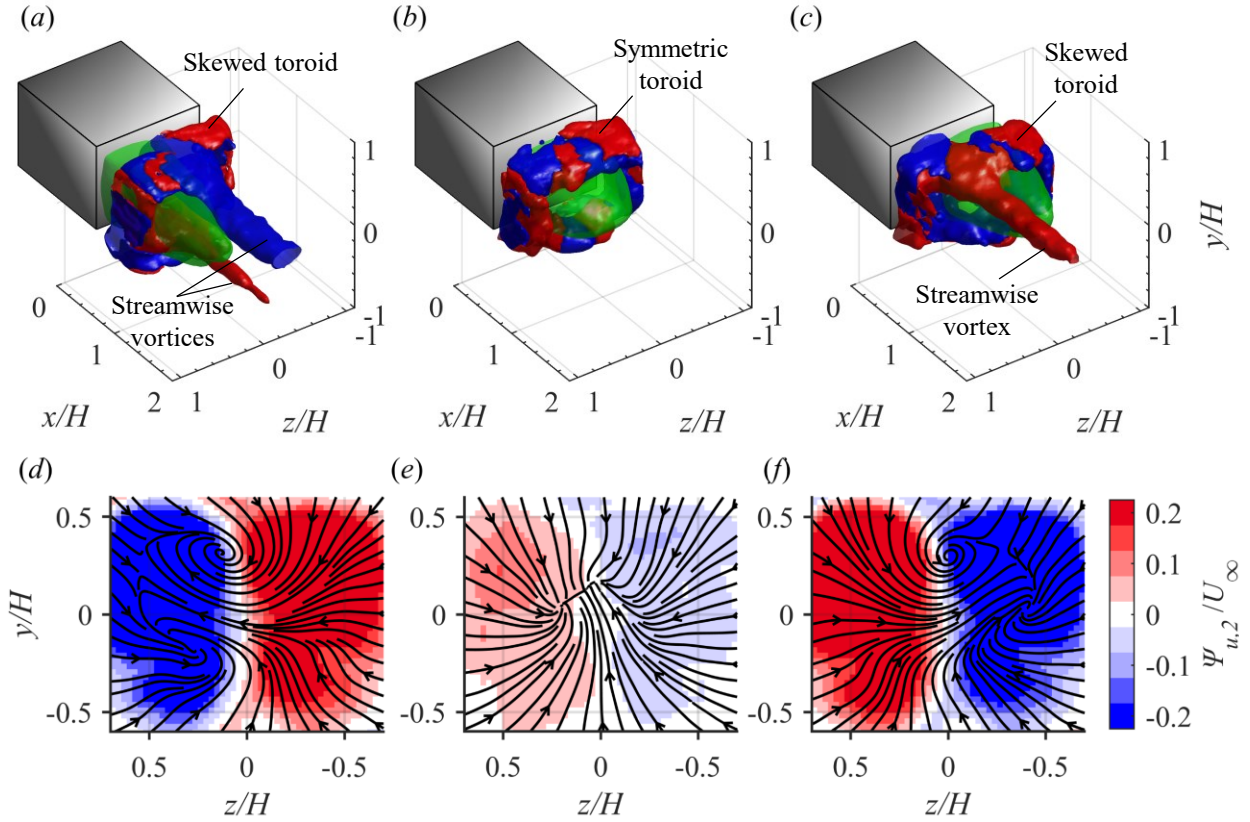 (a)
(b)
(c)
Skewed toroid
Symmetric
toroid
Skewed
toroid
Streamwise
vortices
Streamwise
vortex
1
0
-1
y/H
0
1
2
x/H
1
0
-1
z/H
1
0
-1
0
1
2
x/H
1
0
-1
z/H
1
0
-1
0
1
2
x/H
1
0
-1
z/H
(d)
(e)
(f)
0.5
0
-0.5
y/H
0.5
0
-0.5
z/H
0.5
0
-0.5
0.5
0
-0.5
z/H
0.5
0
-0.5
0.5
0
-0.5
z/H
0.2
0.1
0
-0.1
-0.2
Ψu.2/U∞